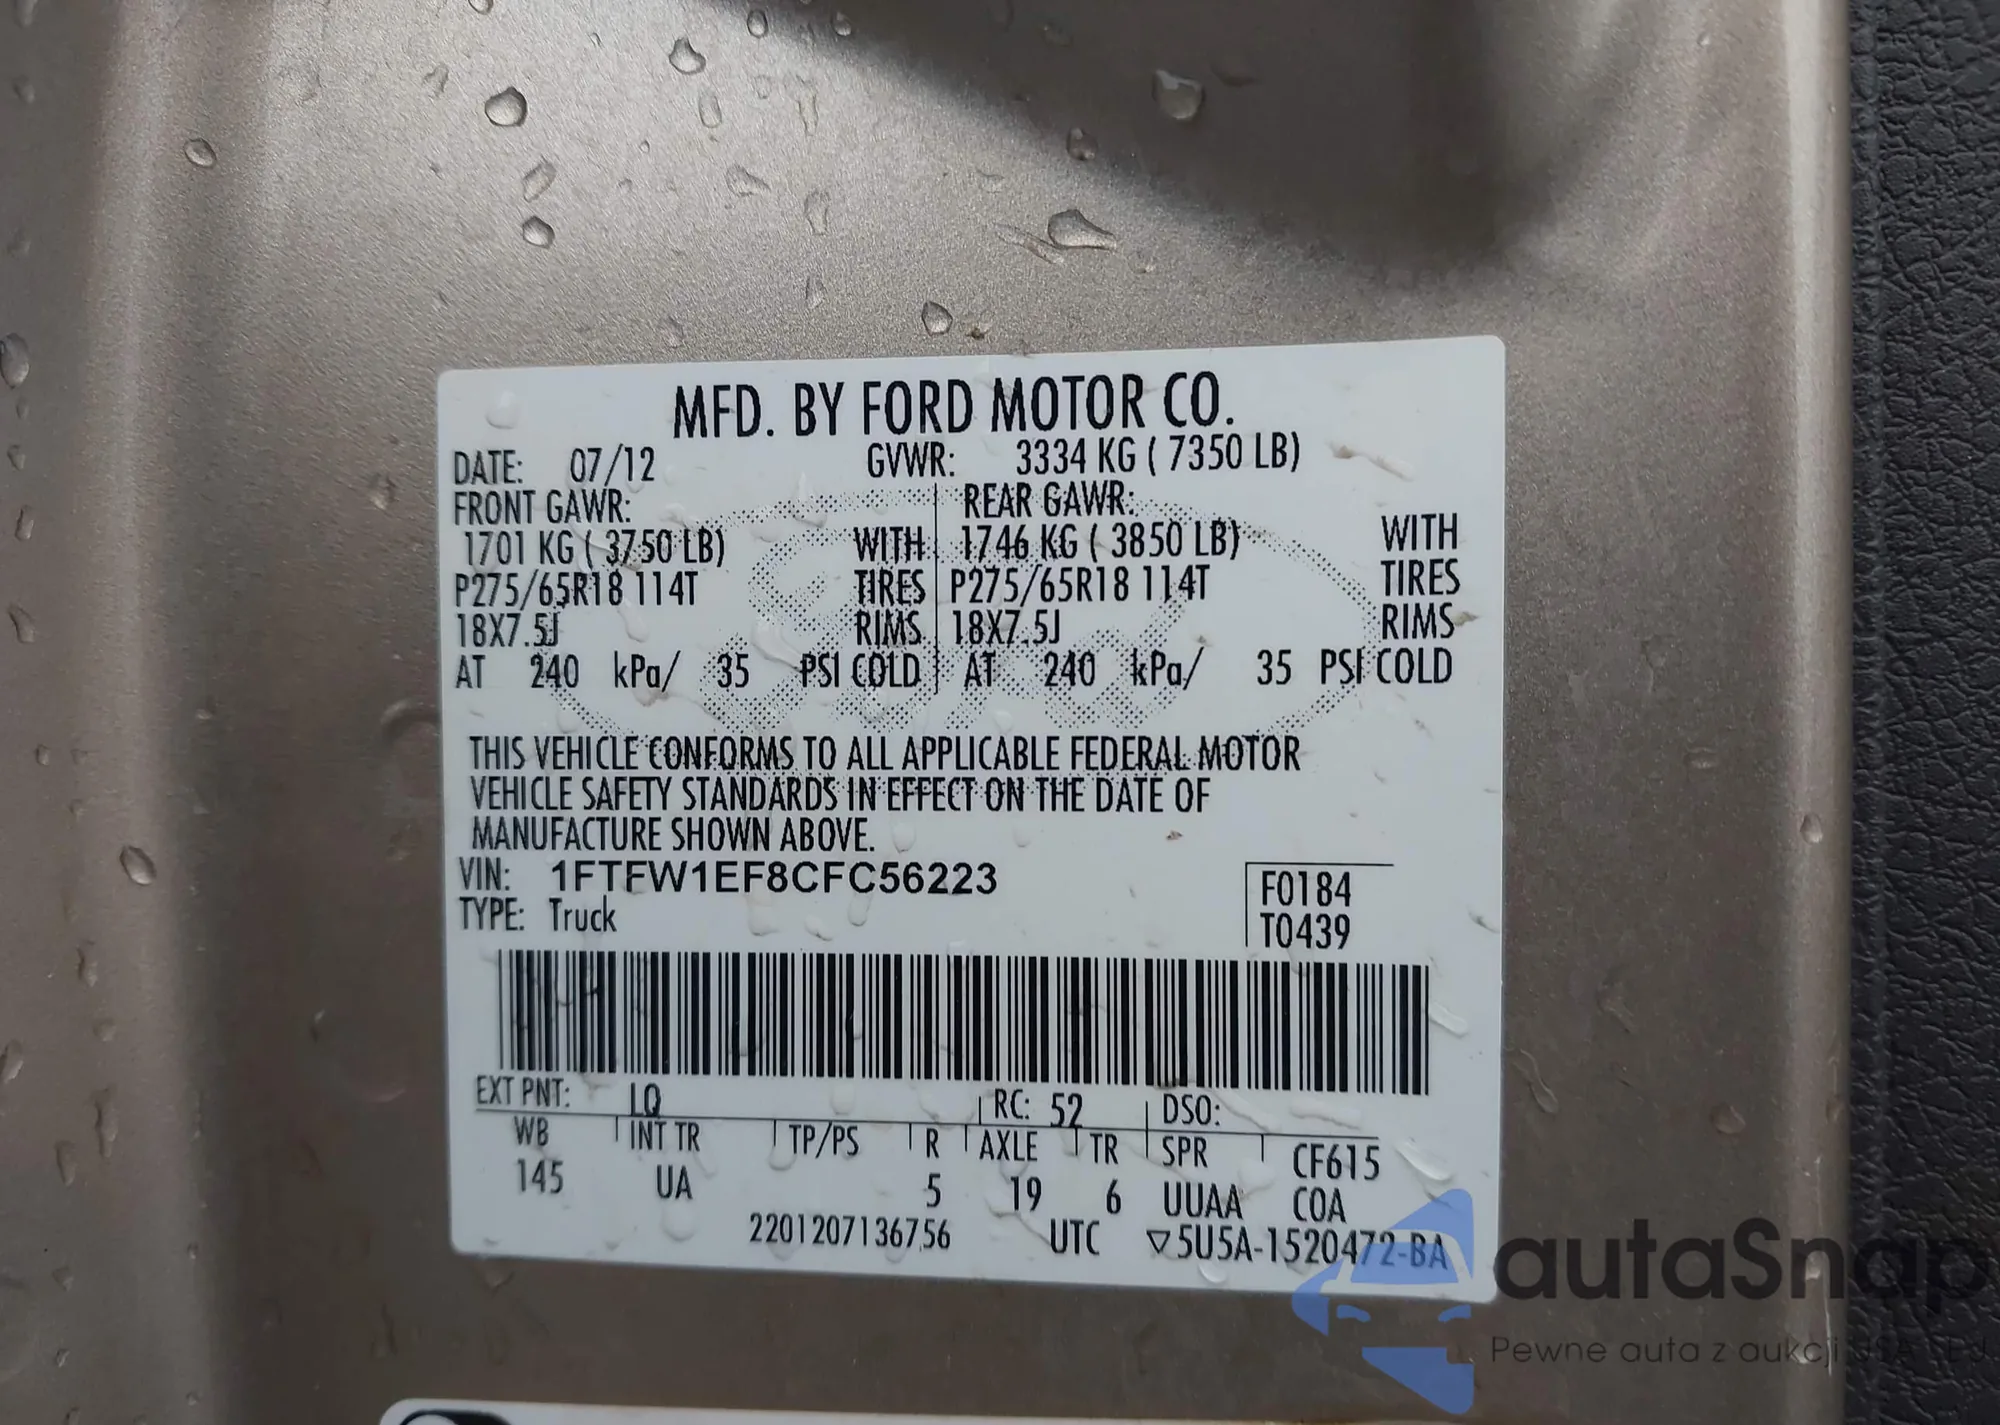 MFD. BY FORD MOTOR CO.
DATE: 07/12 GVWR: 3334 KG ( 7350 LB)
FRONT GAWR: REAR GAWR:
1701 KG ( 3750 LB) WITH 1746 KG ( 3850 LB) WITH
P275/65R18 114T TIRES P275/65R18 114T TIRES
18X7.5J RIMS 18X7.5J RIMS
AT 240 kPa/ 35 PSI COLD AT 240 kPa/ 35 PSI COLD
THIS VEHICLE CONFORMS TO ALL APPLICABLE FEDERAL MOTOR
VEHICLE SAFETY STANDARDS IN EFFECT ON THE DATE OF
MANUFACTURE SHOWN ABOVE.
VIN: 1FTFW1EF8CFC56223 F0184
TYPE: Truck T0439
EXT PNT: LQ RC: 52 DSO:
WB INT TR TP/PS R AXLE TR SPR CF615
145 UA 5 19 6 UUAA COA
2201207136756 UTC ▽5U5A-1520472-BA
autaSnap
Pewne auta z aukcji USA